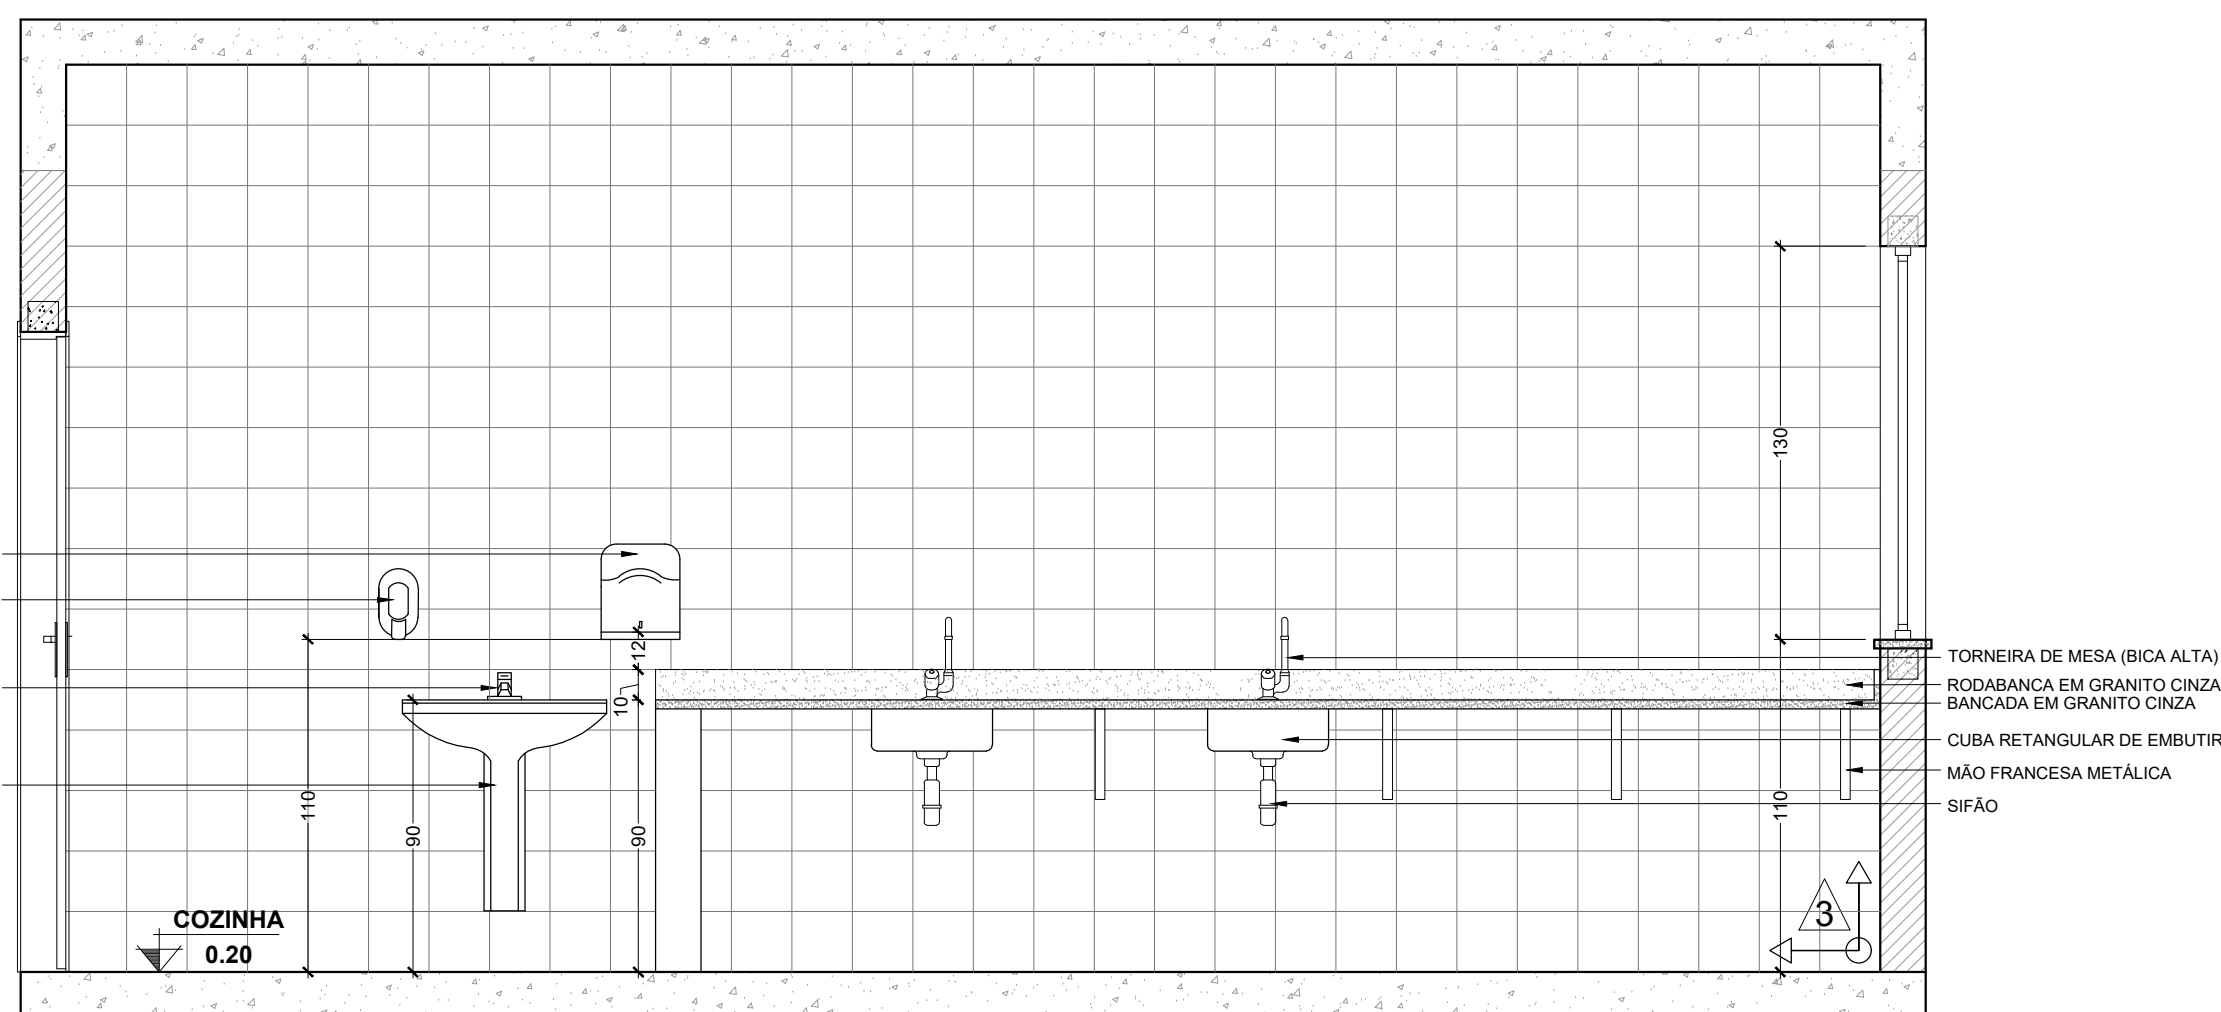 130
12
TORNEIRA DE MESA (BICA ALTA)
RODABANCA EM GRANITO CINZA
BANCADA EM GRANITO CINZA
10
CUBA RETANGULAR DE EMBUTIR
MÃO FRANCESA METÁLICA
SIFÃO
110
90
90
110
COZINHA
0.20
3